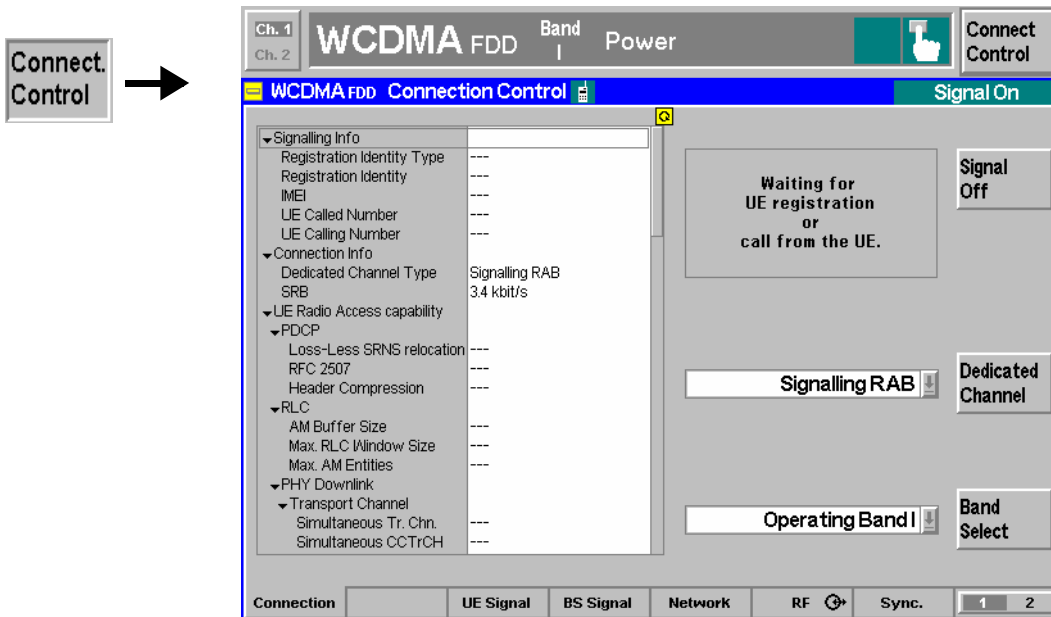 Connect.
Control
Ch. 1
Ch. 2
WCDMA FDD Band I Power
Connect
Control
WCDMA FDD Connection Control
Signal On
Signalling Info
Registration Identity Type ---
Registration Identity ---
IMEI ---
UE Called Number ---
UE Calling Number ---
Connection Info
Dedicated Channel Type Signalling RAB
SRB 3.4 kbit/s
UE Radio Access capability
PDCP
Loss-Less SRNS relocation ---
RFC 2507 ---
Header Compression ---
RLC
AM Buffer Size ---
Max. RLC Window Size ---
Max. AM Entities ---
PHY Downlink
Transport Channel
Simultaneous Tr. Chn. ---
Simultaneous CCTrCH ---
Waiting for
UE registration
or
call from the UE.
Signal
Off
Signalling RAB
Dedicated
Channel
Operating Band I
Band
Select
Connection UE Signal BS Signal Network RF Sync. 1 2